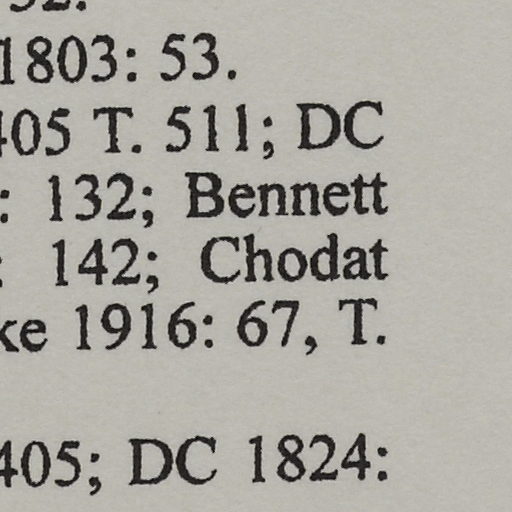 1803: 53.
405 T. 511; DC
: 132; Bennett
: 142; Chodat
ke 1916: 67, T.
405; DC 1824: